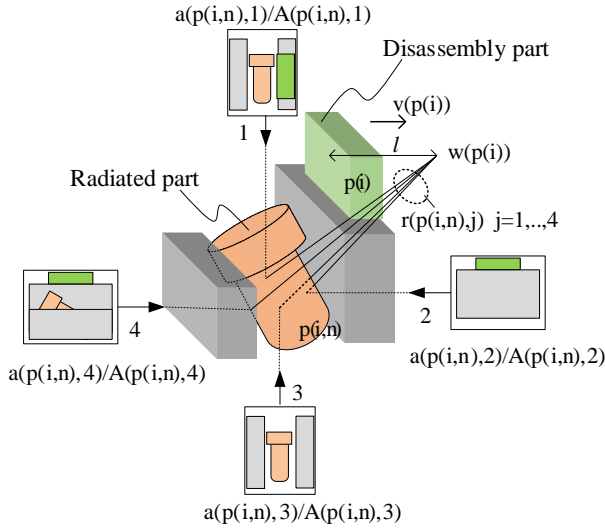 a(p(i,n),1)/A(p(i,n),1)
Disassembly part
v(p(i))
1
l
w(p(i))
Radiated part
p(i)
r(p(i,n),j) j=1,..,4
4
2
p(i,n)
a(p(i,n),4)/A(p(i,n),4)
a(p(i,n),2)/A(p(i,n),2)
3
a(p(i,n),3)/A(p(i,n),3)